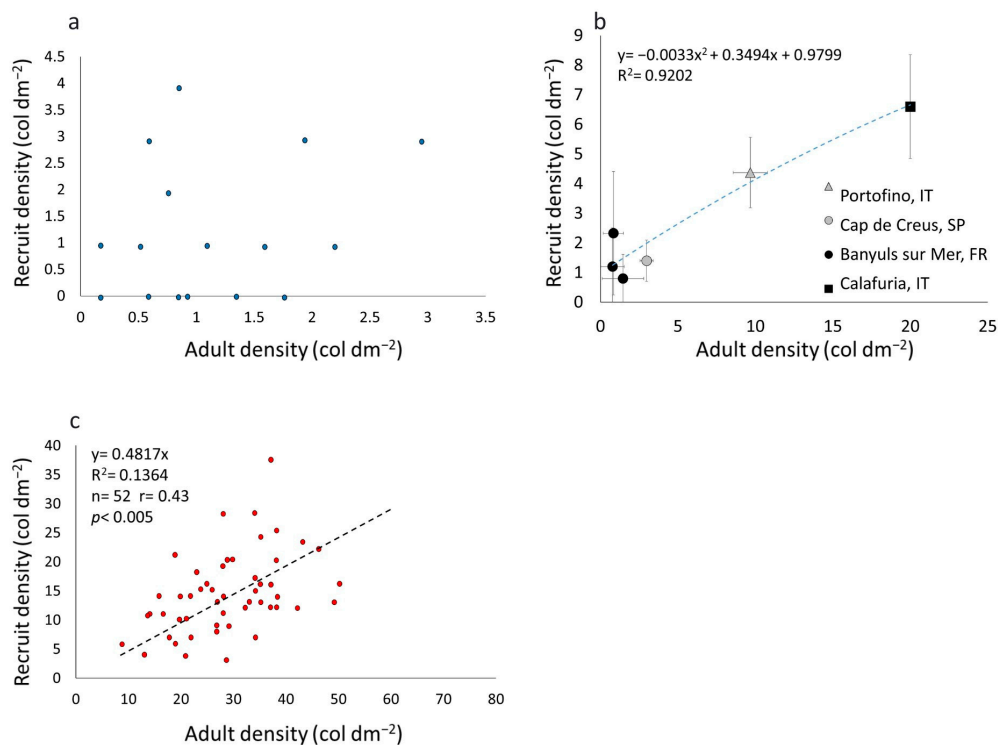 a
4.5
4
3.5
3
2.5
2
1.5
1
0.5
0
0 0.5 1 1.5 2 2.5 3 3.5
Recruit density (col dm⁻²)
Adult density (col dm⁻²)
b
y= −0.0033x² + 0.3494x + 0.9799
R²= 0.9202
9
8
7
6
5
4
3
2
1
0
0 5 10 15 20 25
Recruit density (col dm⁻²)
Adult density (col dm⁻²)
Portofino, IT
Cap de Creus, SP
Banyuls sur Mer, FR
Calafuria, IT
c
y= 0.4817x
R²= 0.1364
n= 52 r= 0.43
p< 0.005
40
35
30
25
20
15
10
5
0
0 10 20 30 40 50 60 70 80
Recruit density (col dm⁻²)
Adult density (col dm⁻²)